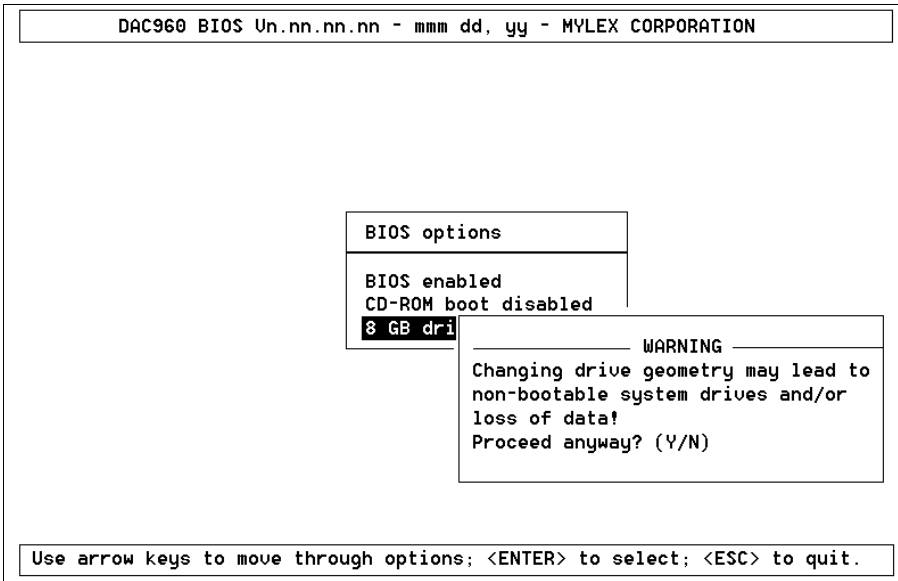 DAC960 BIOS Vn.nn.nn.nn - mmm dd, yy - MYLEX CORPORATION
BIOS options
BIOS enabled
CD-ROM boot disabled
8 GB dri
WARNING
Changing drive geometry may lead to
non-bootable system drives and/or
loss of data!
Proceed anyway? (Y/N)
Use arrow keys to move through options; <ENTER> to select; <ESC> to quit.